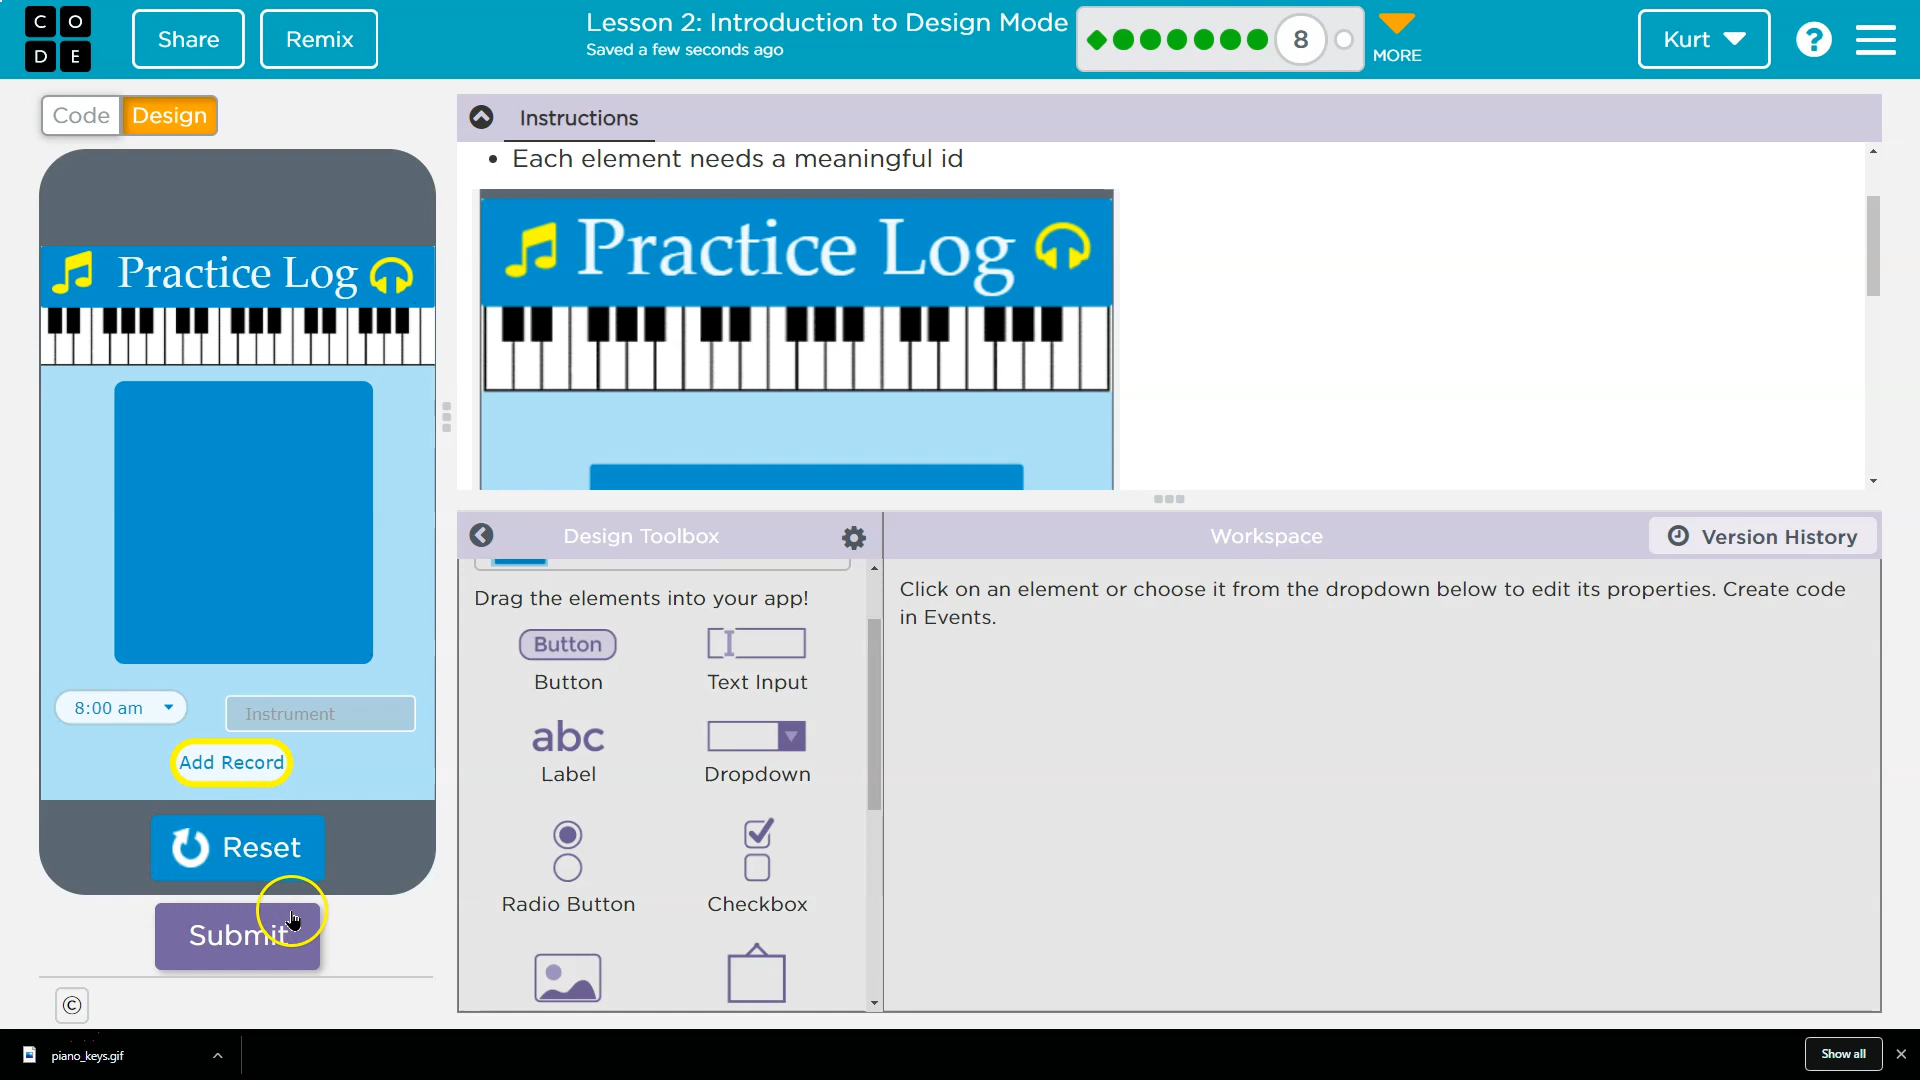 CO
DE
Share
Remix
Lesson 2: Introduction to Design Mode
Saved a few seconds ago
8
MORE
Kurt
?
Code
Design
Instructions
• Each element needs a meaningful id
Practice Log
Practice Log
8:00 am
Instrument
Add Record
Reset
Submit
©
Design Toolbox
Workspace
Version History
Drag the elements into your app!
Button
Button
Text Input
abc
Label
Dropdown
Radio Button
Checkbox
Click on an element or choose it from the dropdown below to edit its properties. Create code
in Events.
piano_keys.gif
Show all